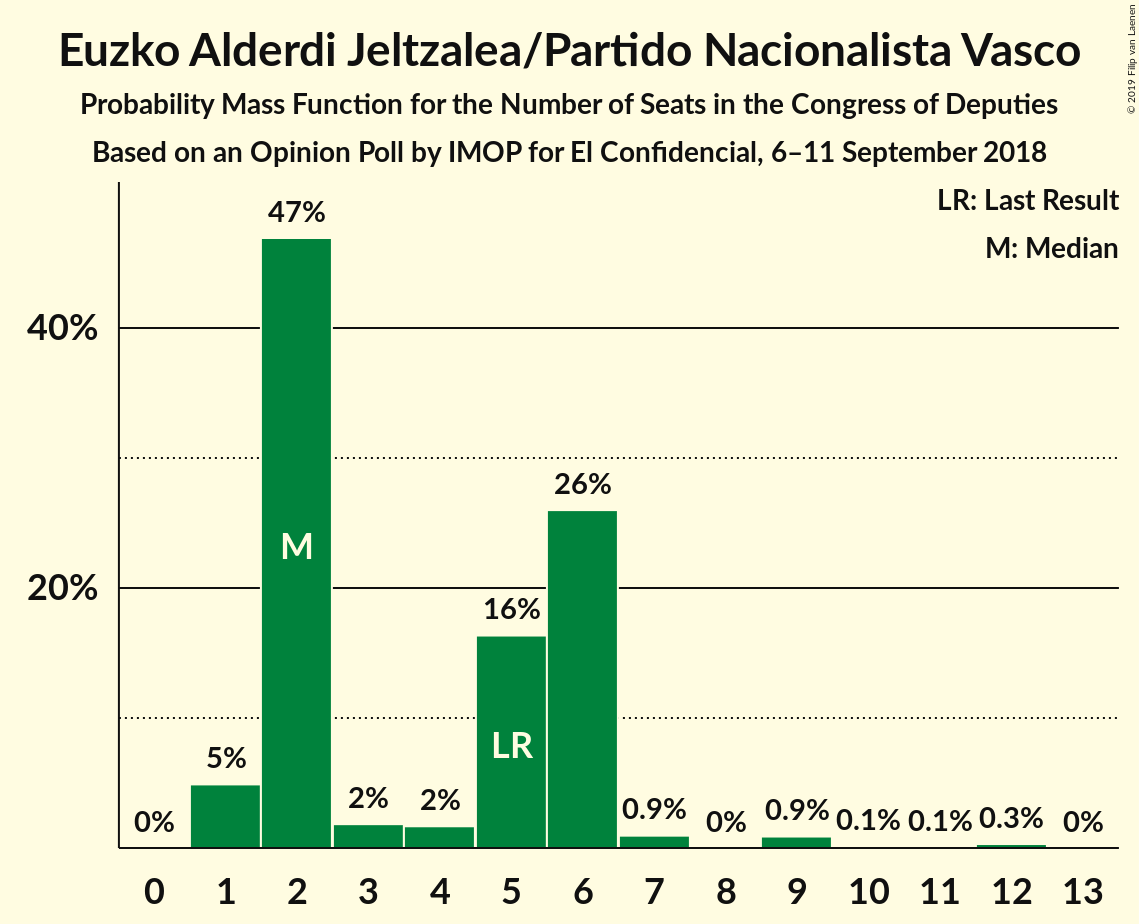 Euzko Alderdi Jeltzalea/Partido Nacionalista Vasco
Probability Mass Function for the Number of Seats in the Congress of Deputies
Based on an Opinion Poll by IMOP for El Confidencial, 6–11 September 2018
© 2019 Filip van Laenen
LR: Last Result
M: Median
40%
20%
0%
5%
47%
2%
2%
16%
26%
0.9%
0%
0.9%
0.1%
0.1%
0.3%
0%
M
LR
0 1 2 3 4 5 6 7 8 9 10 11 12 13